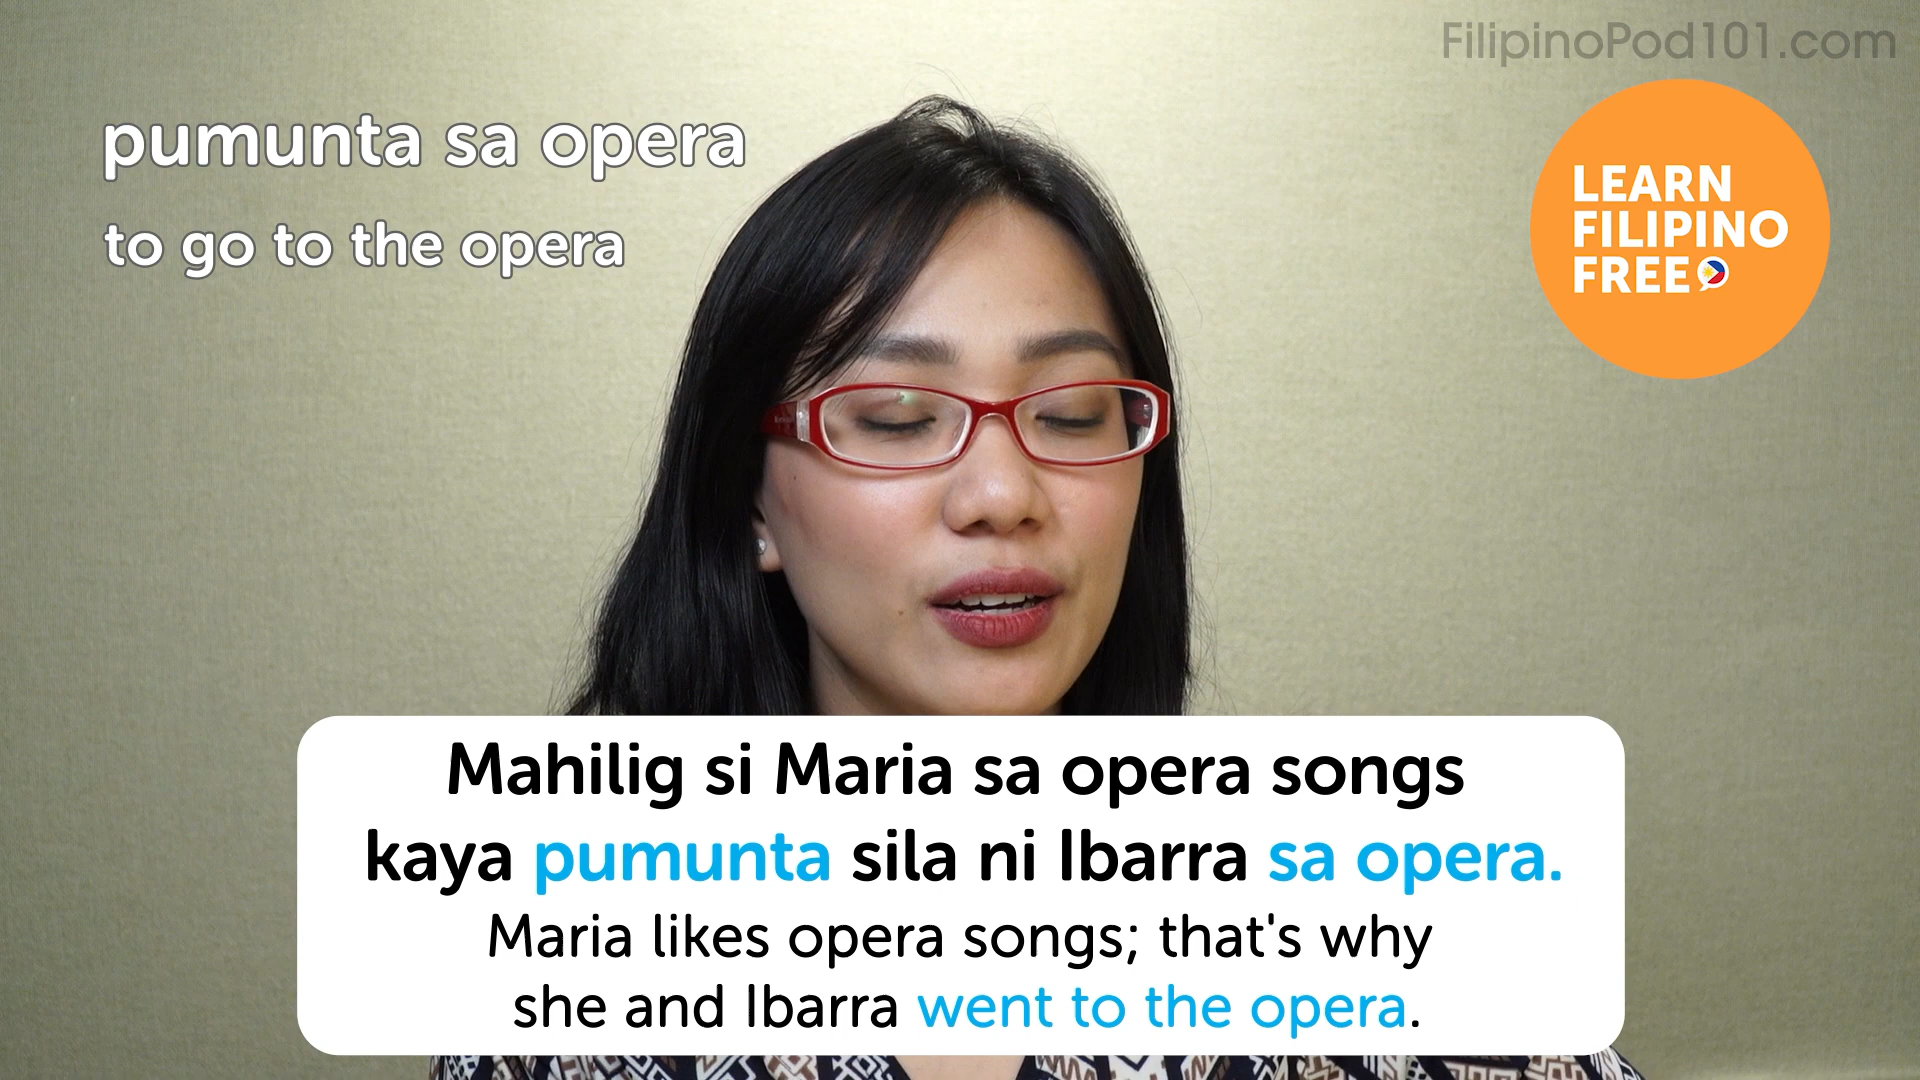 FilipinoPod101.com
pumunta sa opera
to go to the opera
LEARN
FILIPINO
FREE
Mahilig si Maria sa opera songs
kaya pumunta sila ni Ibarra sa opera.
Maria likes opera songs; that's why
she and Ibarra went to the opera.